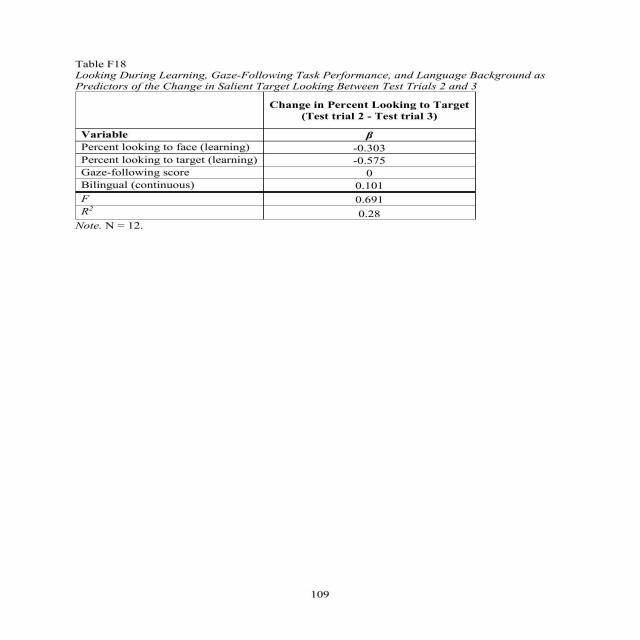 Table F18
Looking During Learning, Gaze-Following Task Performance, and Language Background as
Predictors of the Change in Salient Target Looking Between Test Trials 2 and 3
Change in Percent Looking to Target
(Test trial 2 - Test trial 3)
Variable β
Percent looking to face (learning) -0.303
Percent looking to target (learning) -0.575
Gaze-following score 0
Bilingual (continuous) 0.101
F 0.691
R² 0.28
Note. N = 12.
109